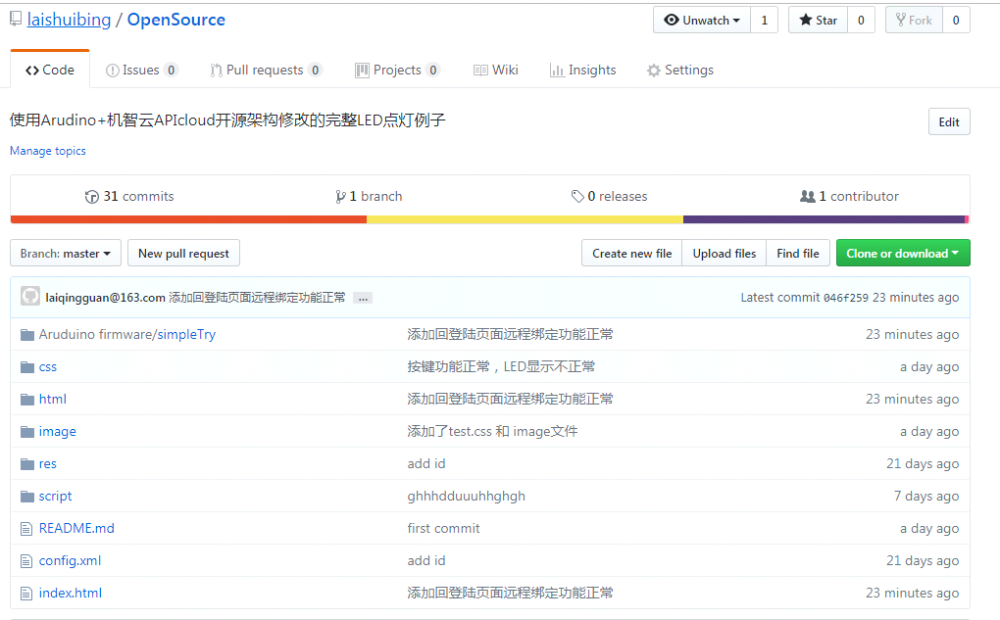 laishuibing / OpenSource Unwatch 1 Star 0 Fork 0
Code Issues 0 Pull requests 0 Projects 0 Wiki Insights Settings
使用Arudino+机智云APIcloud开源架构修改的完整LED点灯例子 Edit
Manage topics
31 commits 1 branch 0 releases 1 contributor
Branch: master New pull request Create new file Upload files Find file Clone or download
laiqingguan@163.com 添加回登陆页面远程绑定功能正常 ... Latest commit 046f259 23 minutes ago
Aruduino firmware/simpleTry 添加回登陆页面远程绑定功能正常 23 minutes ago
css 按键功能正常，LED显示不正常 a day ago
html 添加回登陆页面远程绑定功能正常 23 minutes ago
image 添加了test.css 和 image文件 a day ago
res add id 21 days ago
script ghhhdduuuhhghgh 7 days ago
README.md first commit a day ago
config.xml add id 21 days ago
index.html 添加回登陆页面远程绑定功能正常 23 minutes ago